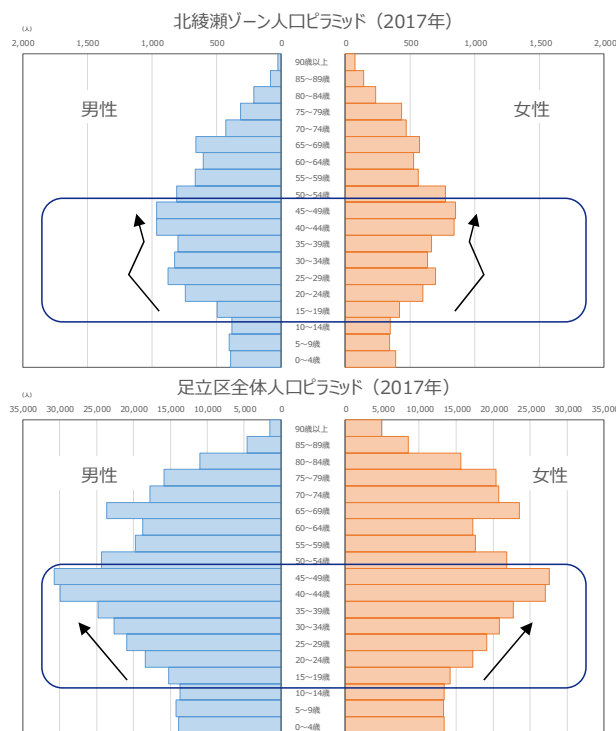 北綾瀬ゾーン人口ピラミッド（2017年）
(人)
2,000 1,500 1,000 500 0 0 500 1,000 1,500 2,000
男性
女性
90歳以上
85～89歳
80～84歳
75～79歳
70～74歳
65～69歳
60～64歳
55～59歳
50～54歳
45～49歳
40～44歳
35～39歳
30～34歳
25～29歳
20～24歳
15～19歳
10～14歳
5～9歳
0～4歳
足立区全体人口ピラミッド（2017年）
(人)
35,000 30,000 25,000 20,000 15,000 10,000 5,000 0 0 5,000 10,000 15,000 20,000 25,000 30,000 35,000
男性
女性
90歳以上
85～89歳
80～84歳
75～79歳
70～74歳
65～69歳
60～64歳
55～59歳
50～54歳
45～49歳
40～44歳
35～39歳
30～34歳
25～29歳
20～24歳
15～19歳
10～14歳
5～9歳
0～4歳